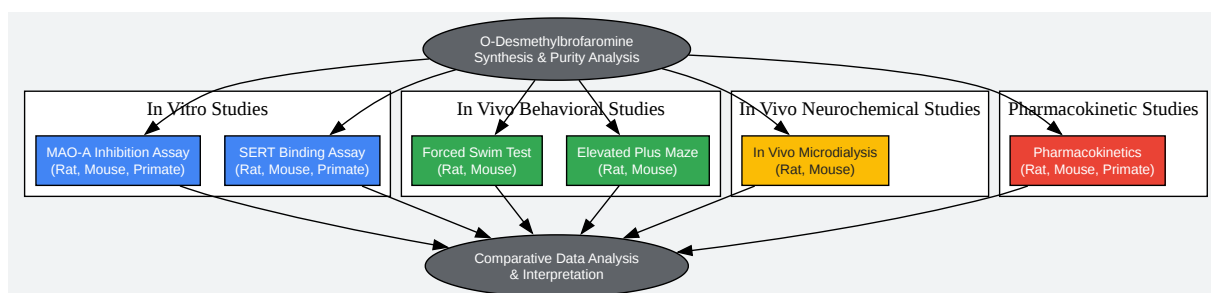 O-Desmethylbrofaromine
Synthesis & Purity Analysis
In Vitro Studies
MAO-A Inhibition Assay
(Rat, Mouse, Primate)
SERT Binding Assay
(Rat, Mouse, Primate)
In Vivo Behavioral Studies
Forced Swim Test
(Rat, Mouse)
Elevated Plus Maze
(Rat, Mouse)
In Vivo Neurochemical Studies
In Vivo Microdialysis
(Rat, Mouse)
Pharmacokinetic Studies
Pharmacokinetics
(Rat, Mouse, Primate)
Comparative Data Analysis
& Interpretation